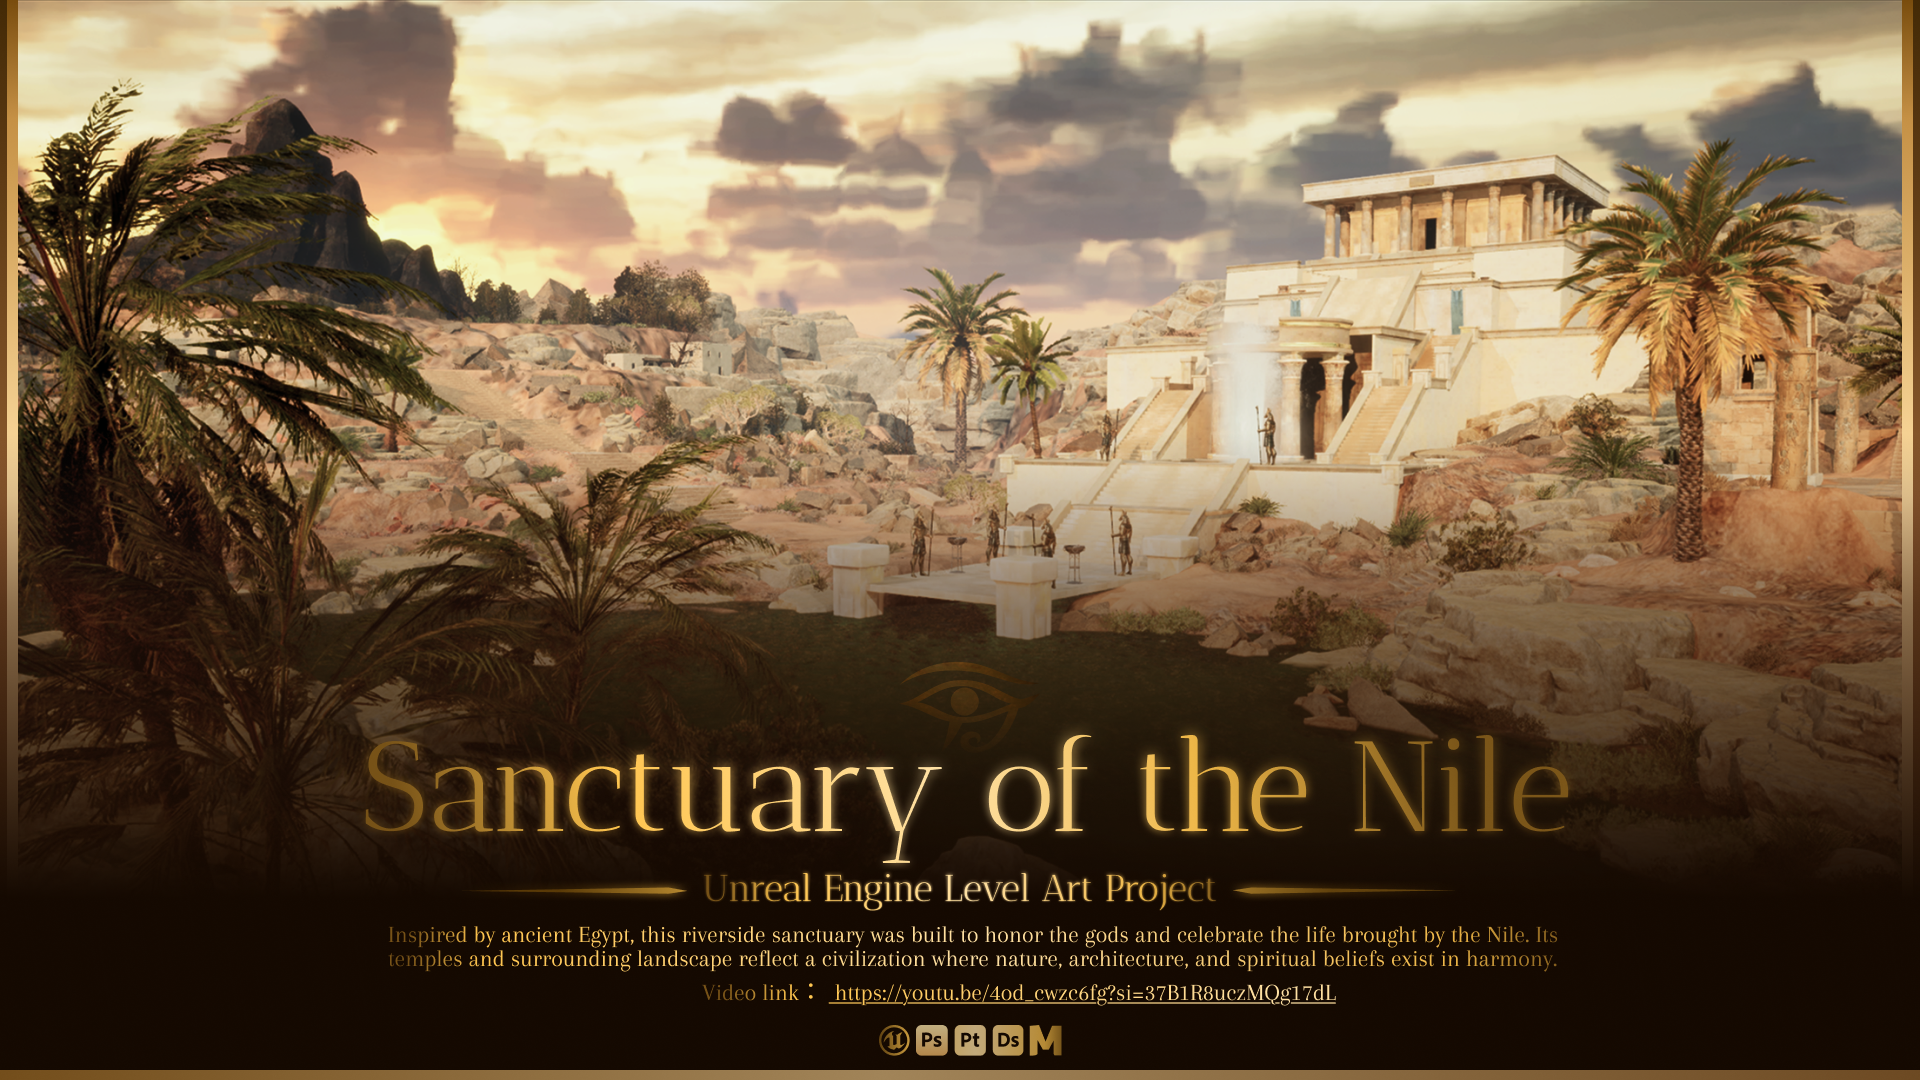 Sanctuary of the Nile
Unreal Engine Level Art Project
Inspired by ancient Egypt, this riverside sanctuary was built to honor the gods and celebrate the life brought by the Nile. Its
temples and surrounding landscape reflect a civilization where nature, architecture, and spiritual beliefs exist in harmony.
Video link： https://youtu.be/4od_cwzc6fg?si=37B1R8uczMQg17dL
Ps Pt Ds M